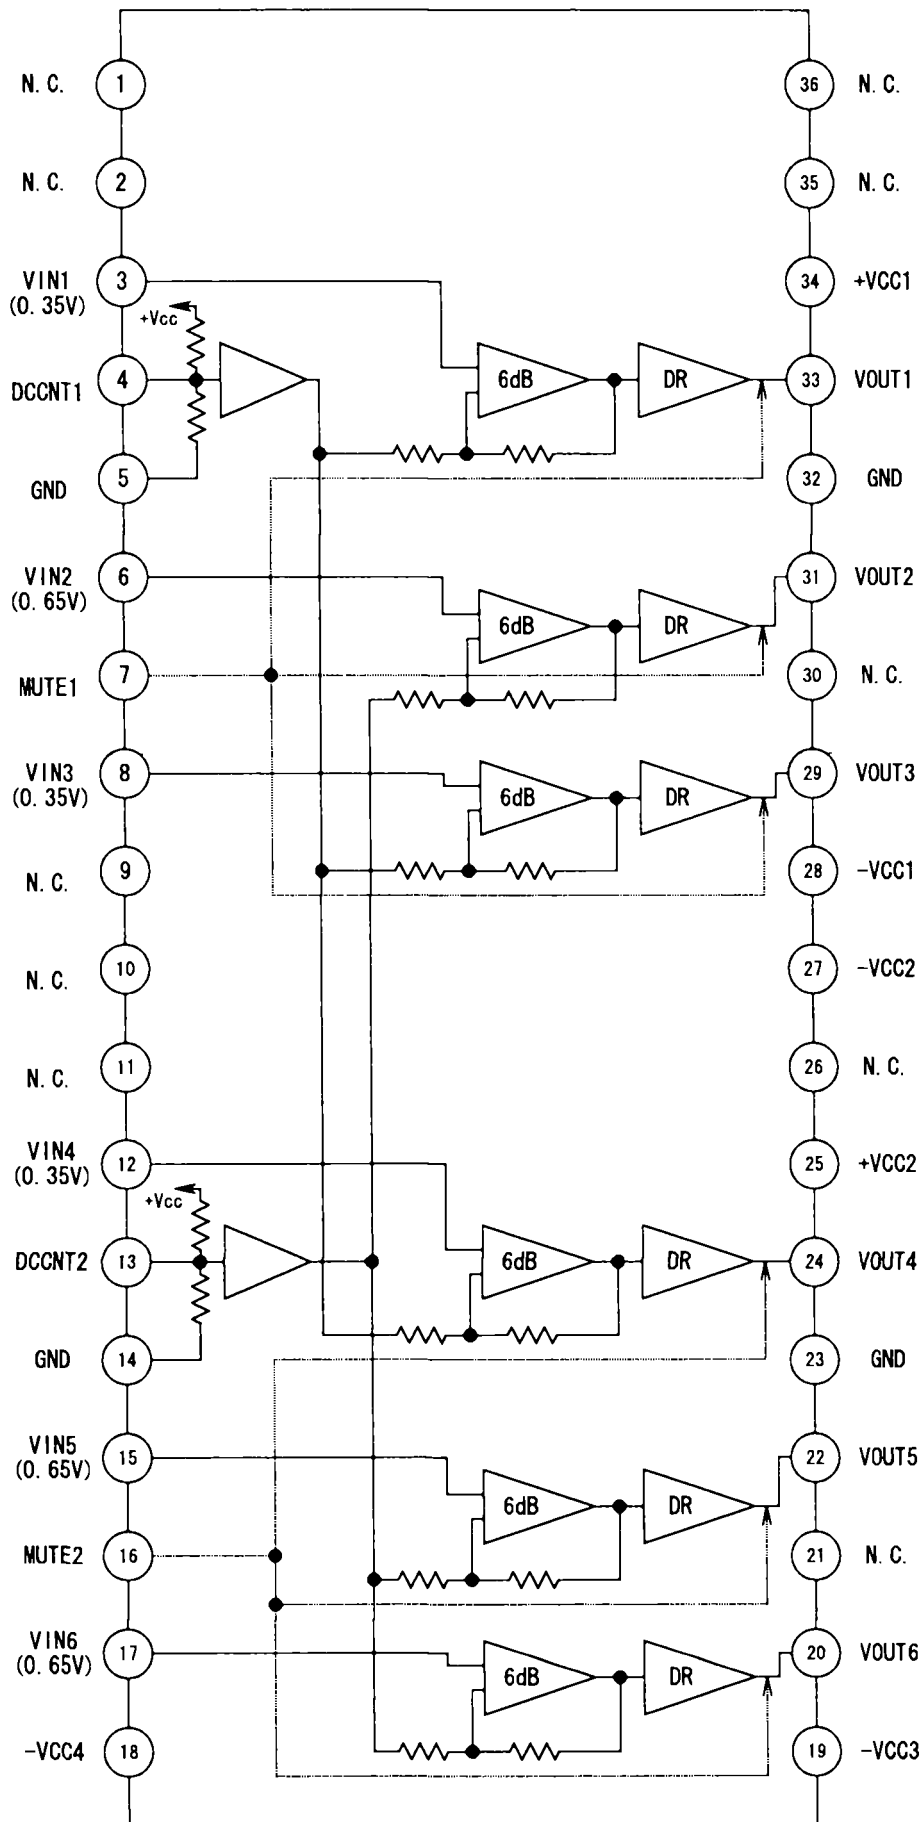 N. C. 1 36 N. C.
N. C. 2 35 N. C.
VIN1 3 34 +VCC1
(0. 35V)
+Vcc
DCCNT1 4 6dB DR 33 VOUT1
GND 5 32 GND
VIN2 6 31 VOUT2
(0. 65V)
6dB DR
MUTE1 7 30 N. C.
VIN3 8 29 VOUT3
(0. 35V)
6dB DR
N. C. 9 28 -VCC1
N. C. 10 27 -VCC2
N. C. 11 26 N. C.
VIN4 12 25 +VCC2
(0. 35V)
+Vcc
DCCNT2 13 6dB DR 24 VOUT4
GND 14 23 GND
VIN5 15 22 VOUT5
(0. 65V)
6dB DR
MUTE2 16 21 N. C.
VIN6 17 20 VOUT6
(0. 65V)
6dB DR
-VCC4 18 19 -VCC3